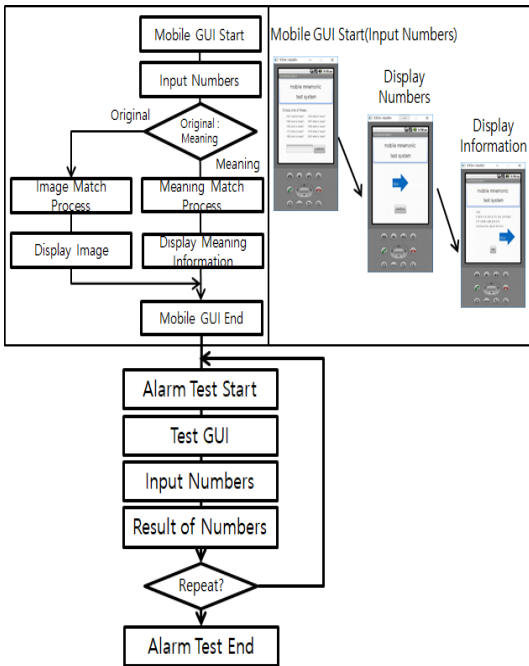 Mobile GUI Start
Input Numbers
Original
Original :
Meaning
Meaning
Image Match
Process
Meaning Match
Process
Display Image
Display Meaning
Information
Mobile GUI End
Mobile GUI Start(Input Numbers)
mobile mnemonic
test system
Display
Numbers
mobile mnemonic
test system
Display
Information
mobile mnemonic
test system
Alarm Test Start
Test GUI
Input Numbers
Result of Numbers
Repeat?
Alarm Test End